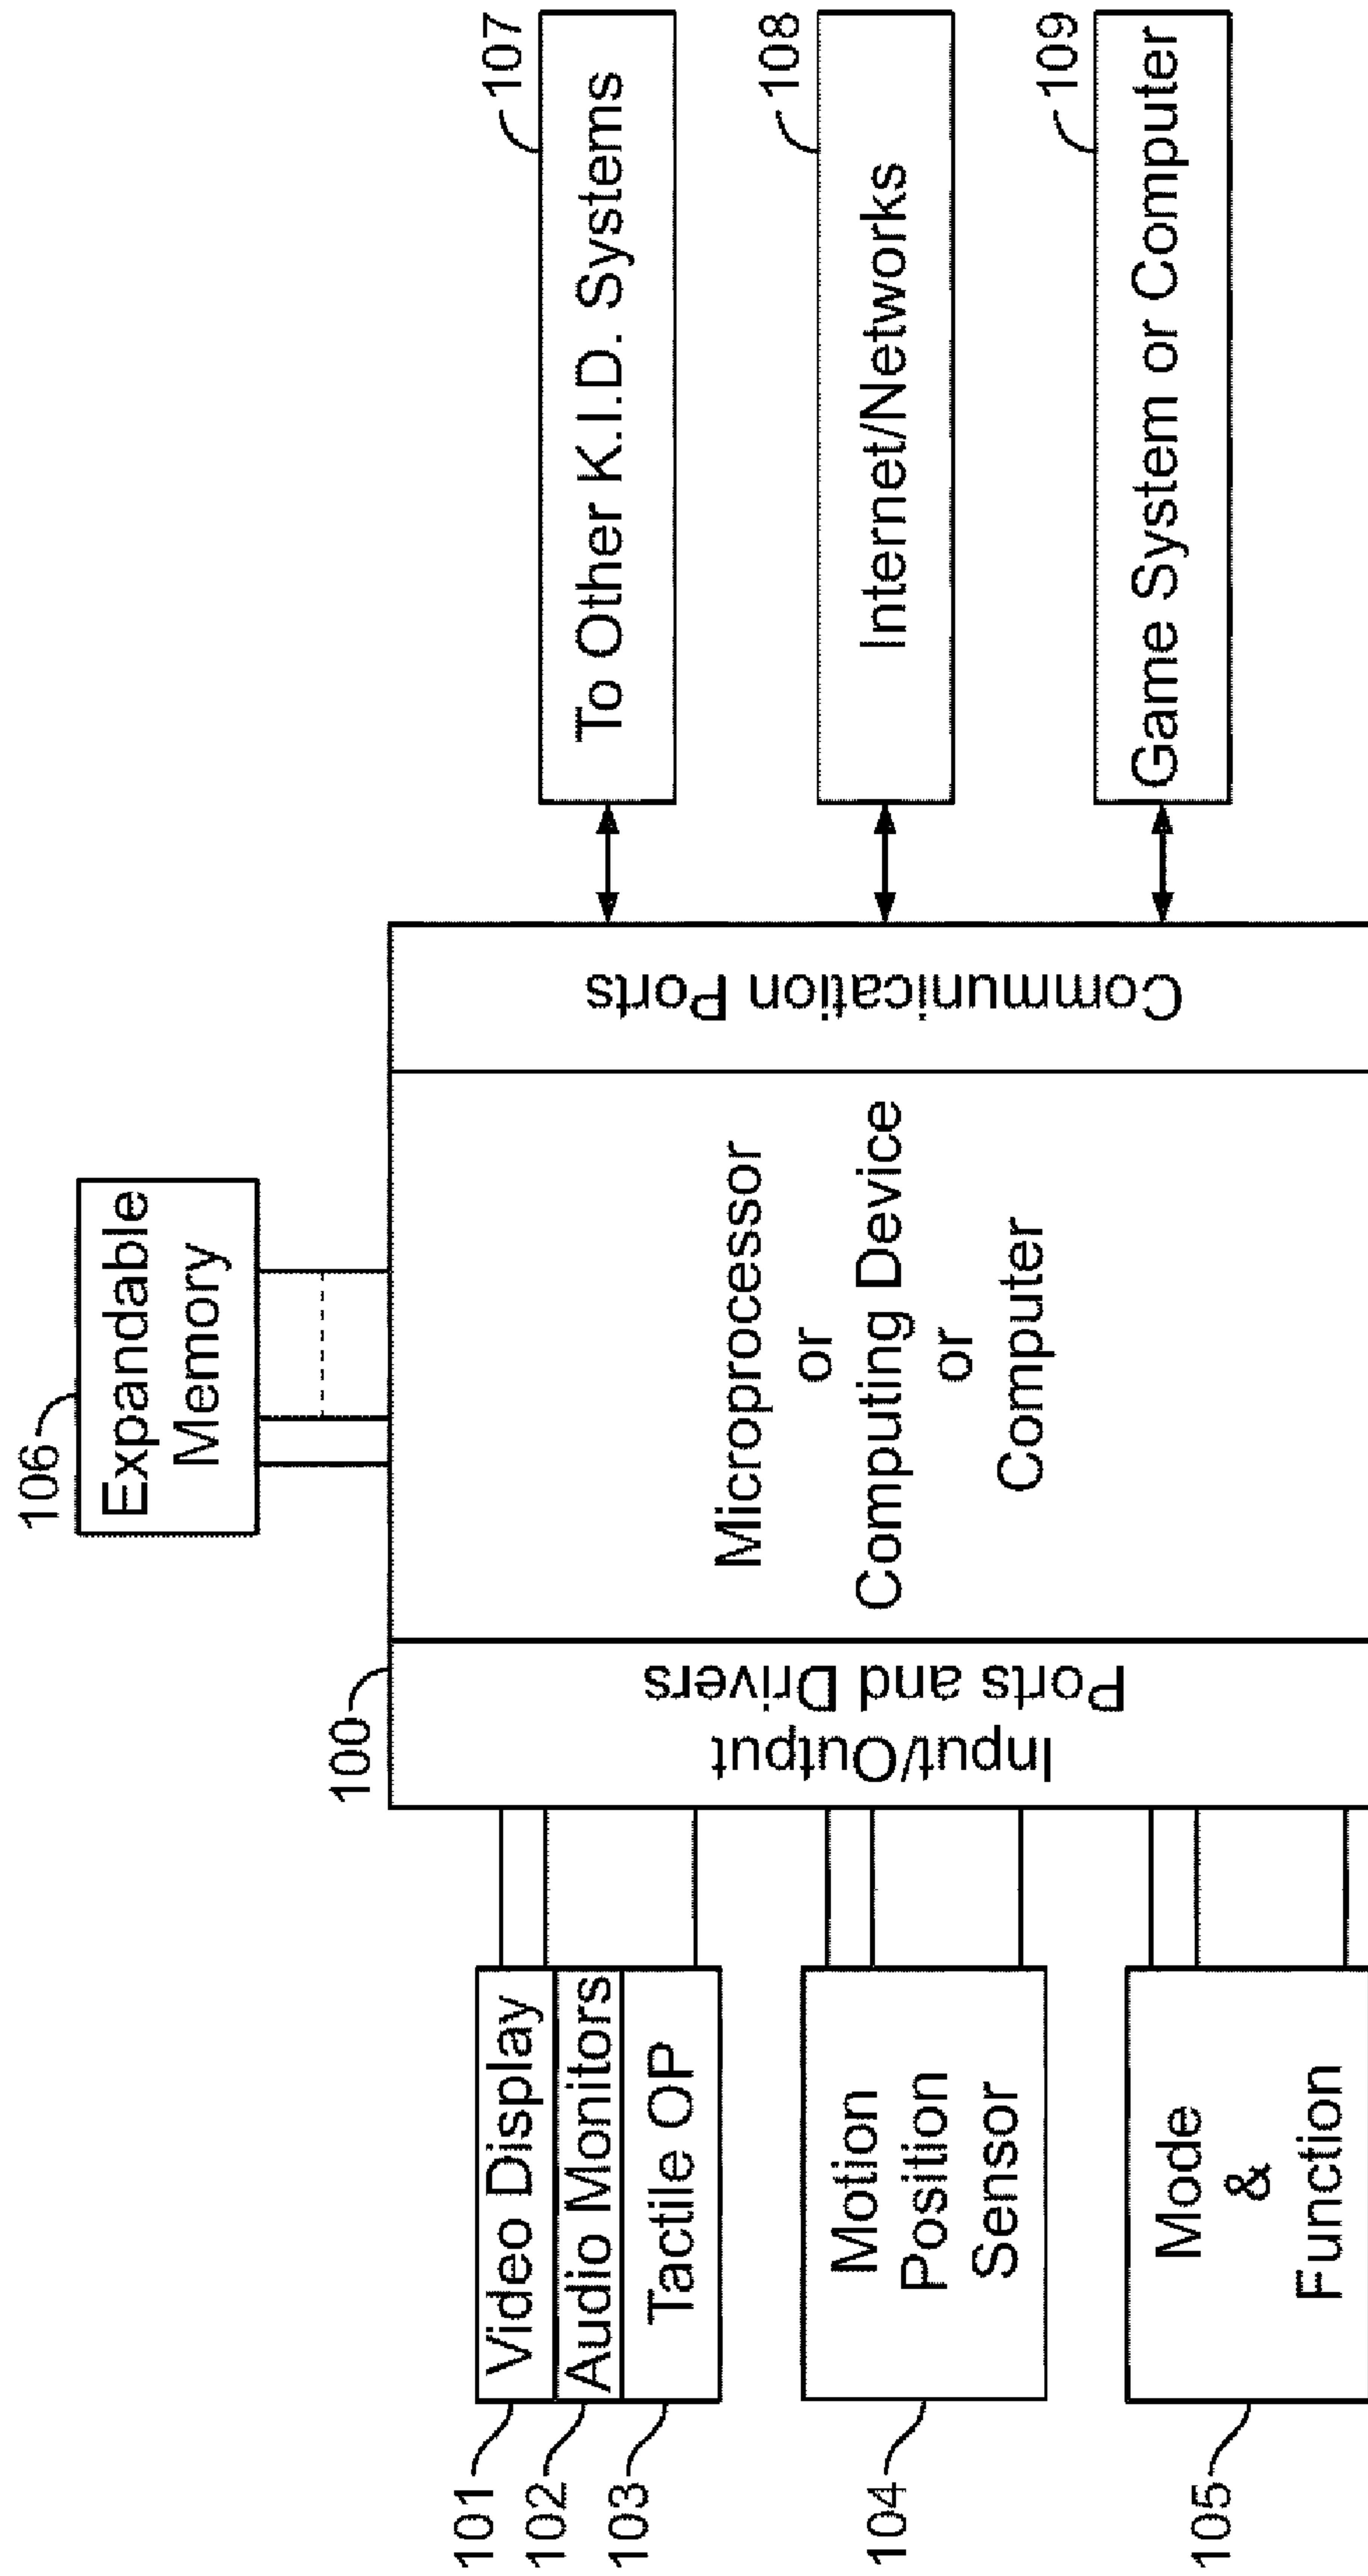 106
Expandable
Memory
100
101
Video Display
102
Audio Monitors
103
Tactile OP
104
Motion
Position
Sensor
105
Mode
&
Function
Input/Output
Ports and Drivers
Microprocessor
or
Computing Device
or
Computer
Communication Ports
107
To Other K.I.D. Systems
108
Internet/Networks
109
Game System or Computer